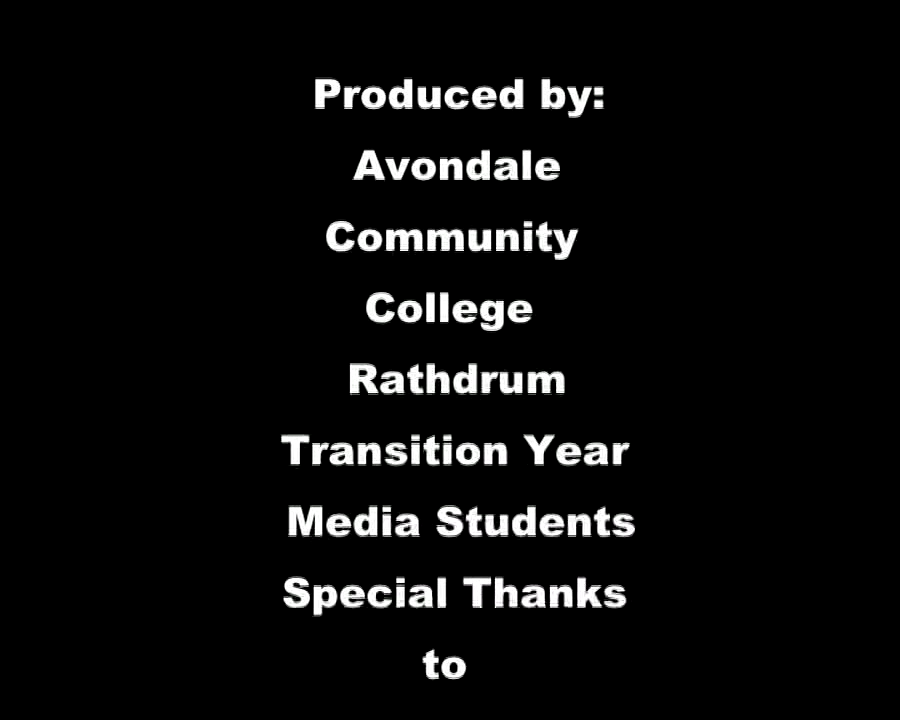 Produced by:
Avondale
Community
College
Rathdrum
Transition Year
Media Students
Special Thanks
to